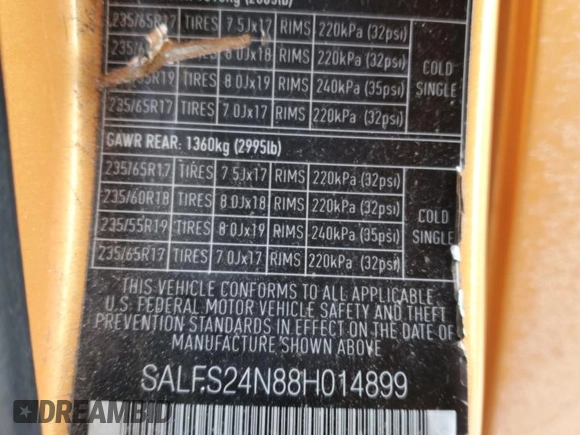 235/65R17 TIRES 7.5Jx17 RIMS 220kPa (32psi)
TIRES 8.0Jx18 RIMS 220kPa (32psi) COLD
R19 TIRES 8.0Jx19 RIMS 240kPa (35psi) SINGLE
235/65R17 TIRES 7.0Jx17 RIMS 220kPa (32psi)
GAWR REAR: 1360kg (2995lb)
235/65R17 TIRES 7.5Jx17 RIMS 220kPa (32psi)
235/60R18 TIRES 8.0Jx18 RIMS 220kPa (32psi) COLD
235/55R19 TIRES 8.0Jx19 RIMS 240kPa (35psi) SINGLE
235/65R17 TIRES 7.0Jx17 RIMS 220kPa (32psi)
THIS VEHICLE CONFORMS TO ALL APPLICABLE
U.S. FEDERAL MOTOR VEHICLE SAFETY AND THEFT
PREVENTION STANDARDS IN EFFECT ON THE DATE OF
MANUFACTURE SHOWN ABOVE
SALFS24N88H014899
DREAMBID